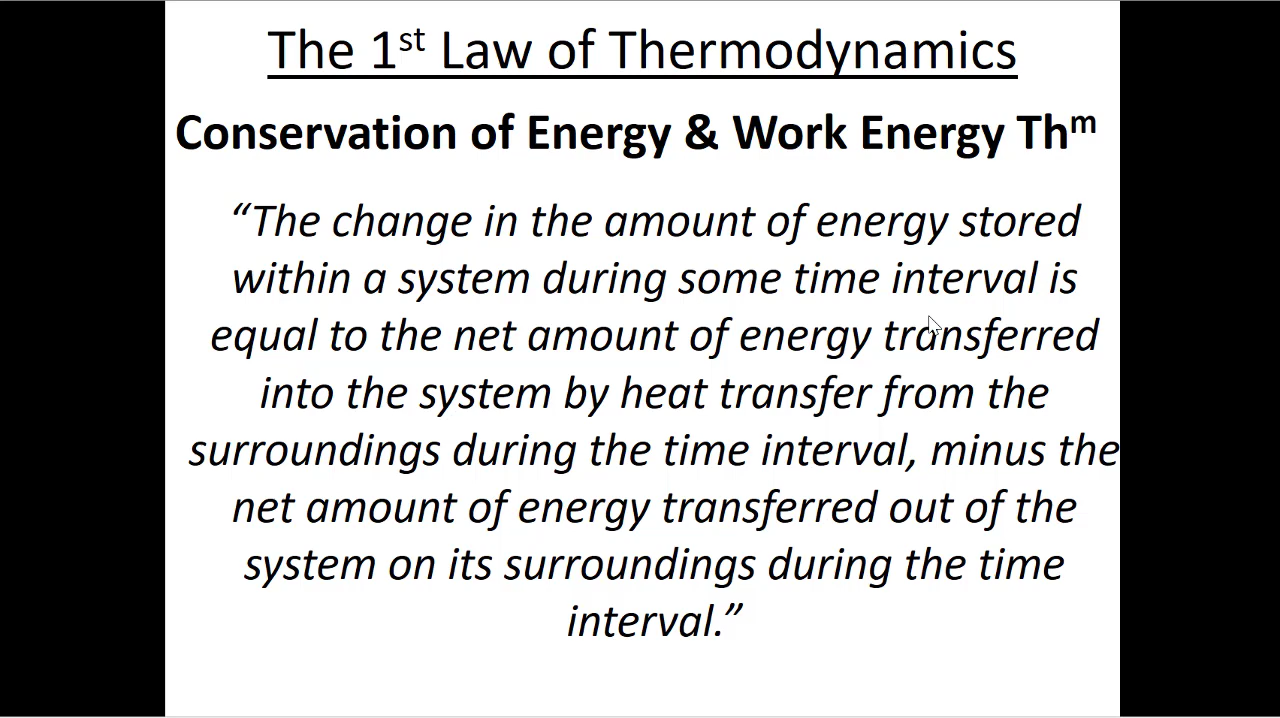 The 1st Law of Thermodynamics
Conservation of Energy & Work Energy Thm
“The change in the amount of energy stored
within a system during some time interval is
equal to the net amount of energy transferred
into the system by heat transfer from the
surroundings during the time interval, minus the
net amount of energy transferred out of the
system on its surroundings during the time
interval.”